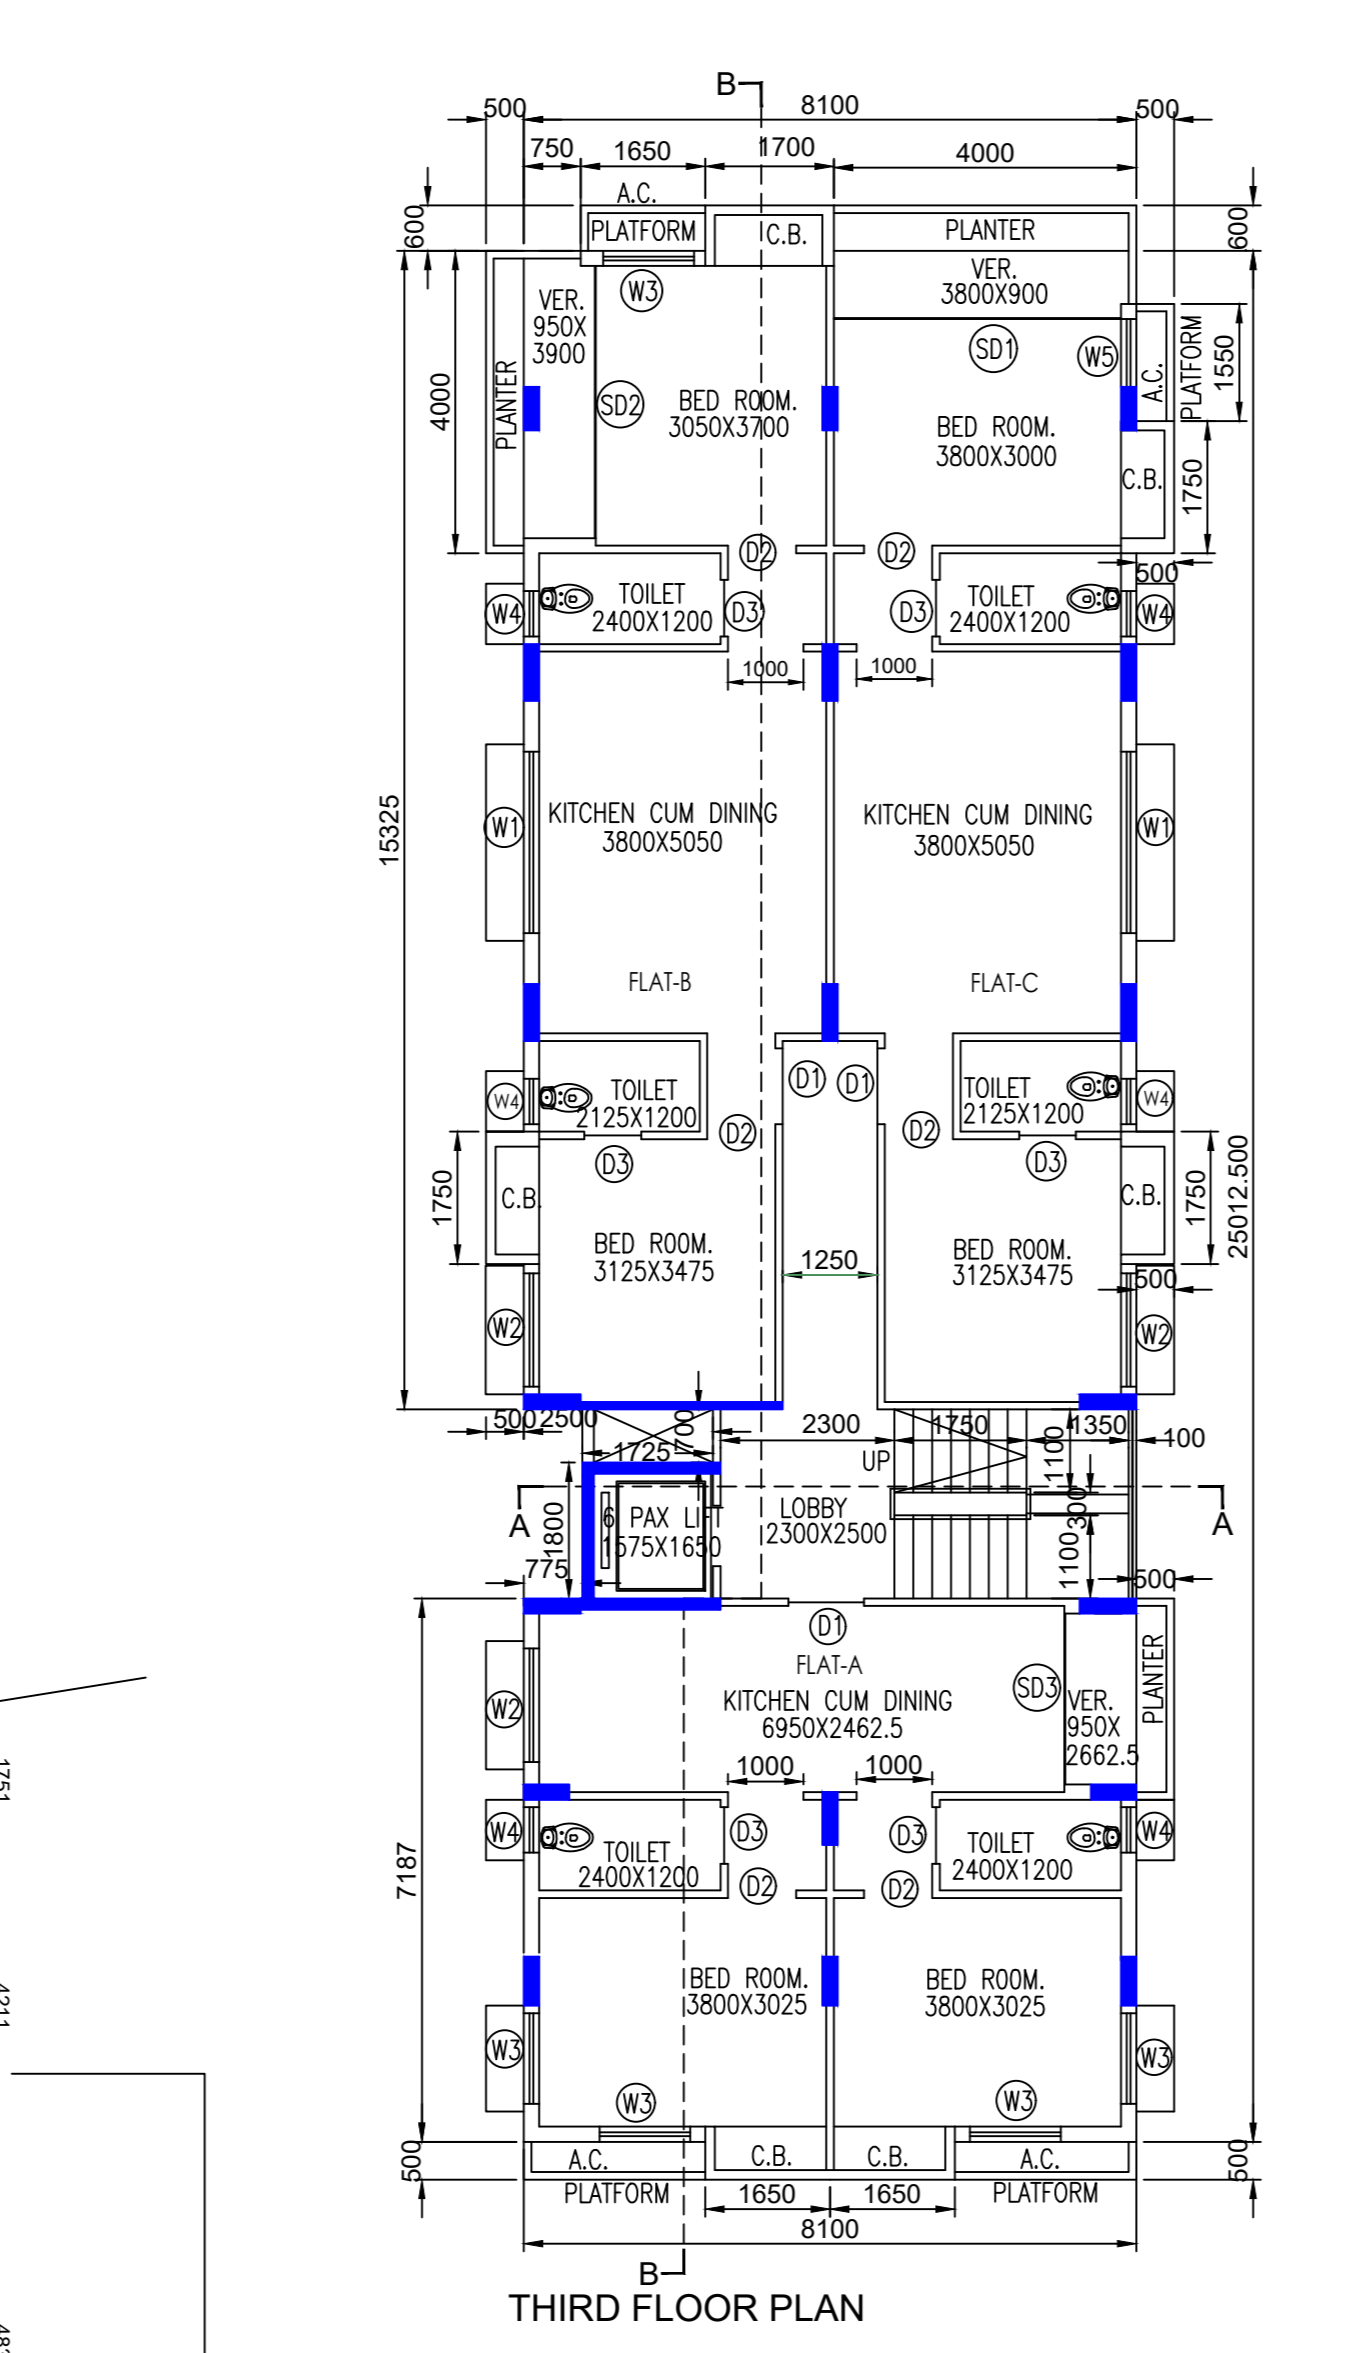 B
500
8100
500
750
1650
1700
4000
A.C.
PLATFORM
C.B.
PLANTER
600
600
VER.
3800X900
W3
VER.
950X
3900
SD1
W5
A.C.
PLATFORM
1550
PLANTER
4000
SD2
BED ROOM.
3050X3700
BED ROOM.
3800X3000
C.B.
1750
D2
D2
500
W4
TOILET
2400X1200
D3
D3
TOILET
2400X1200
W4
1000
1000
15325
W1
KITCHEN CUM DINING
3800X5050
KITCHEN CUM DINING
3800X5050
W1
FLAT-B
FLAT-C
D1
D1
W4
TOILET
2125X1200
D2
D2
TOILET
2125X1200
W4
D3
D3
1750
C.B.
C.B.
1750
25012.500
BED ROOM.
3125X3475
BED ROOM.
3125X3475
1250
500
W2
W2
500
2500
700
1725
2300
1750
1350
100
UP
1100
A
6 PAX LIFT
1575X1650
1800
775
LOBBY
2300X2500
300
1100
A
500
D1
FLAT-A
KITCHEN CUM DINING
6950X2462.5
SD3
VER.
950X
2662.5
PLANTER
W2
1000
1000
W4
TOILET
2400X1200
D3
D3
TOILET
2400X1200
W4
D2
D2
7187
1751
4211
BED ROOM.
3800X3025
BED ROOM.
3800X3025
W3
W3
W3
W3
500
A.C.
PLATFORM
C.B.
C.B.
A.C.
PLATFORM
500
1650
1650
8100
B
THIRD FLOOR PLAN